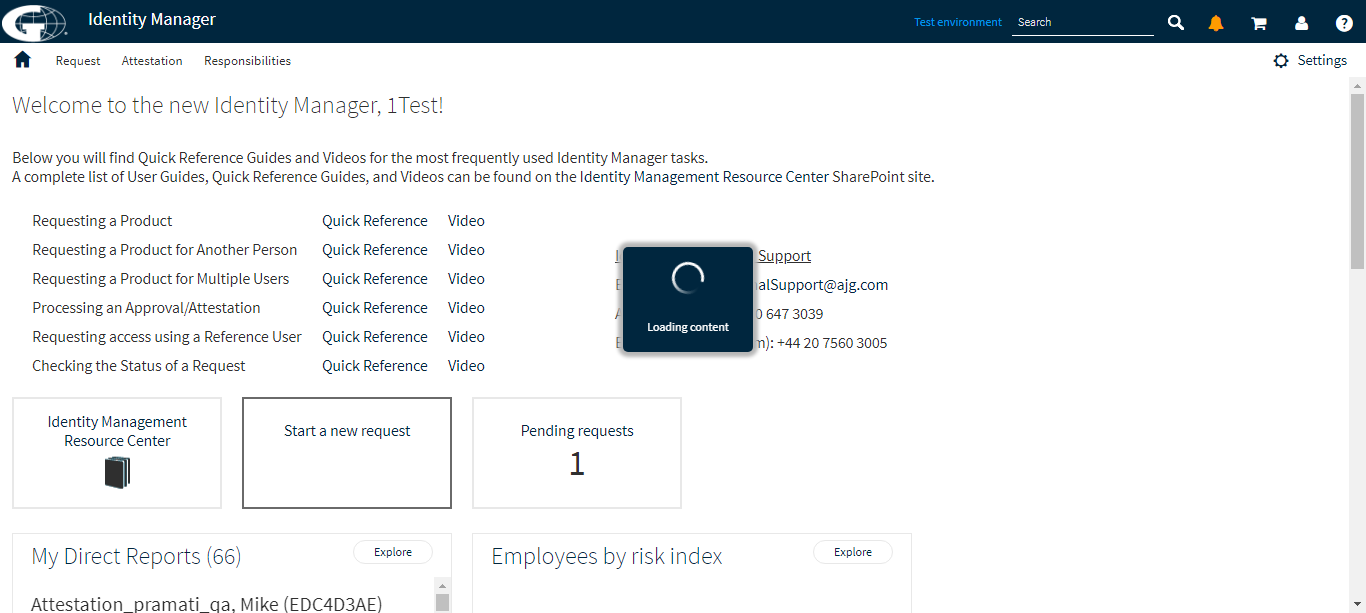 Identity Manager
Test environment
Search
Request Attestation Responsibilities
Settings
Welcome to the new Identity Manager, 1Test!
Below you will find Quick Reference Guides and Videos for the most frequently used Identity Manager tasks.
A complete list of User Guides, Quick Reference Guides, and Videos can be found on the Identity Management Resource Center SharePoint site.
Requesting a Product Quick Reference Video
Requesting a Product for Another Person Quick Reference Video
Requesting a Product for Multiple Users Quick Reference Video
Processing an Approval/Attestation Quick Reference Video
Requesting access using a Reference User Quick Reference Video
Checking the Status of a Request Quick Reference Video
Support
alSupport@ajg.com
0 647 3039
m): +44 20 7560 3005
Loading content
Identity Management
Resource Center
Start a new request
Pending requests
1
My Direct Reports (66)
Explore
Attestation_pramati_qa, Mike (EDC4D3AE)
Employees by risk index
Explore